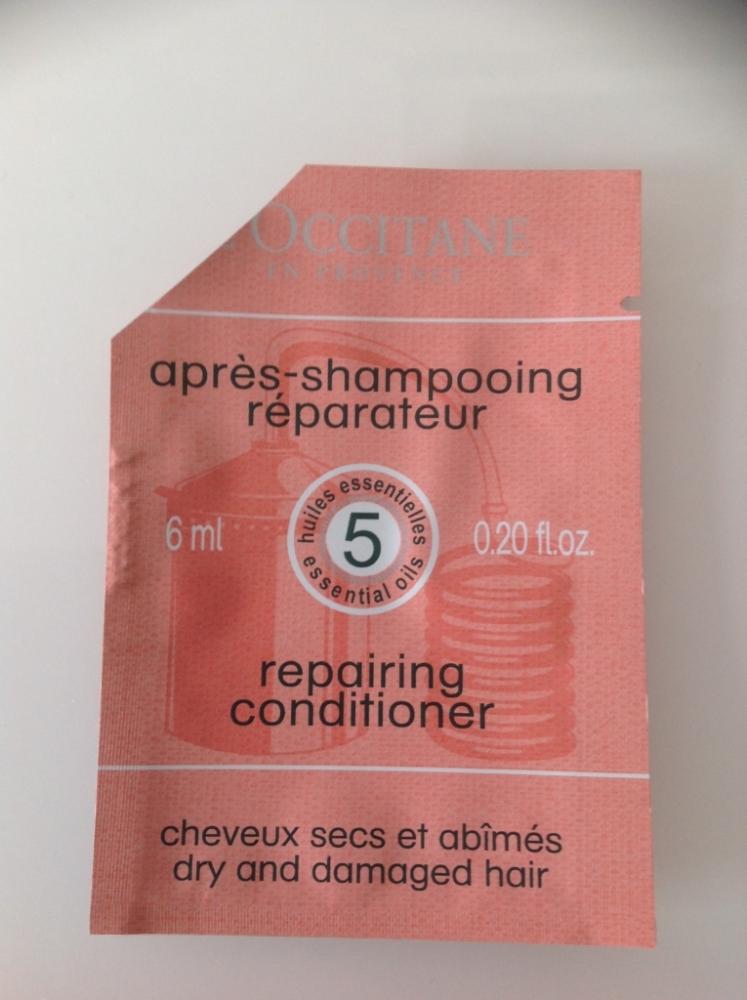 L'OCCITANE
EN PROVENCE
après-shampooing
réparateur
6 ml
huiles essentielles
5
essential oils
0.20 fl.oz.
repairing
conditioner
cheveux secs et abîmés
dry and damaged hair